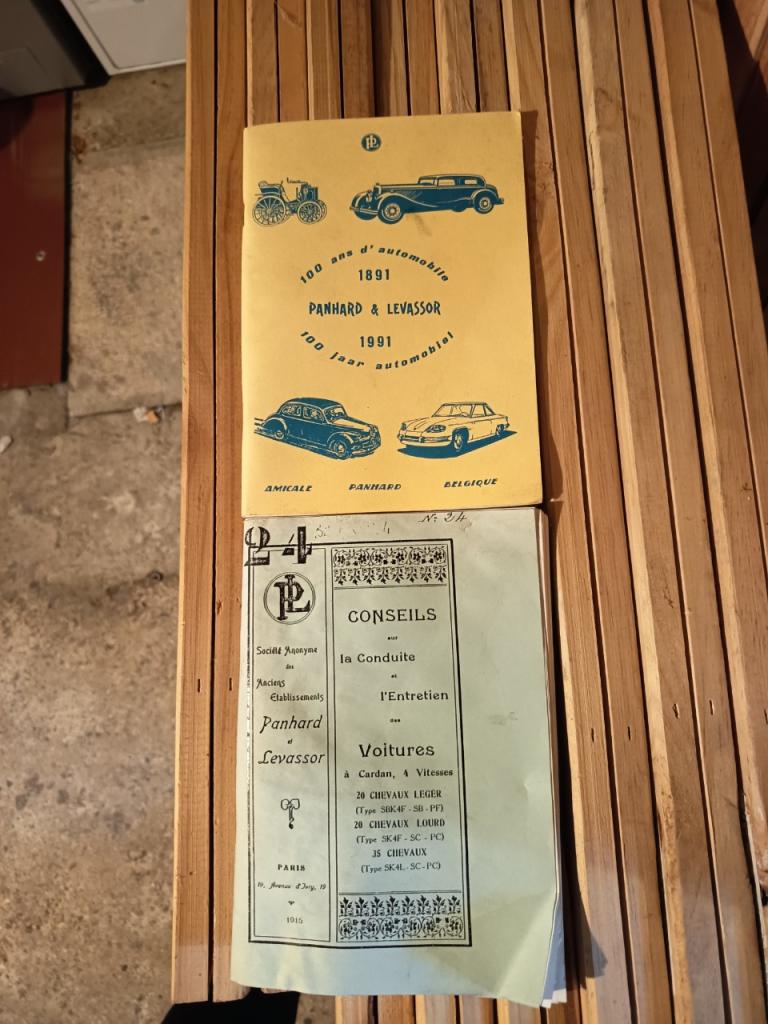 PL
100 ans d'automobile
1891
PANHARD & LEVASSOR
1991
100 jaar automobiel
AMICALE PANHARD BELGIQUE
24
N: 24
PL
Société Anonyme
des
Anciens
Etablissements
Panhard
et
Levassor
PARIS
19, Avenue d'Ivry, 19
1915
CONSEILS
sur
la Conduite
et
l'Entretien
des
Voitures
à Cardan, 4 Vitesses
20 CHEVAUX LEGER
(Type SBK4F - SB - PF)
20 CHEVAUX LOURD
(Type SK4F - SC - PC)
35 CHEVAUX
(Type SK4L - SC - PC)